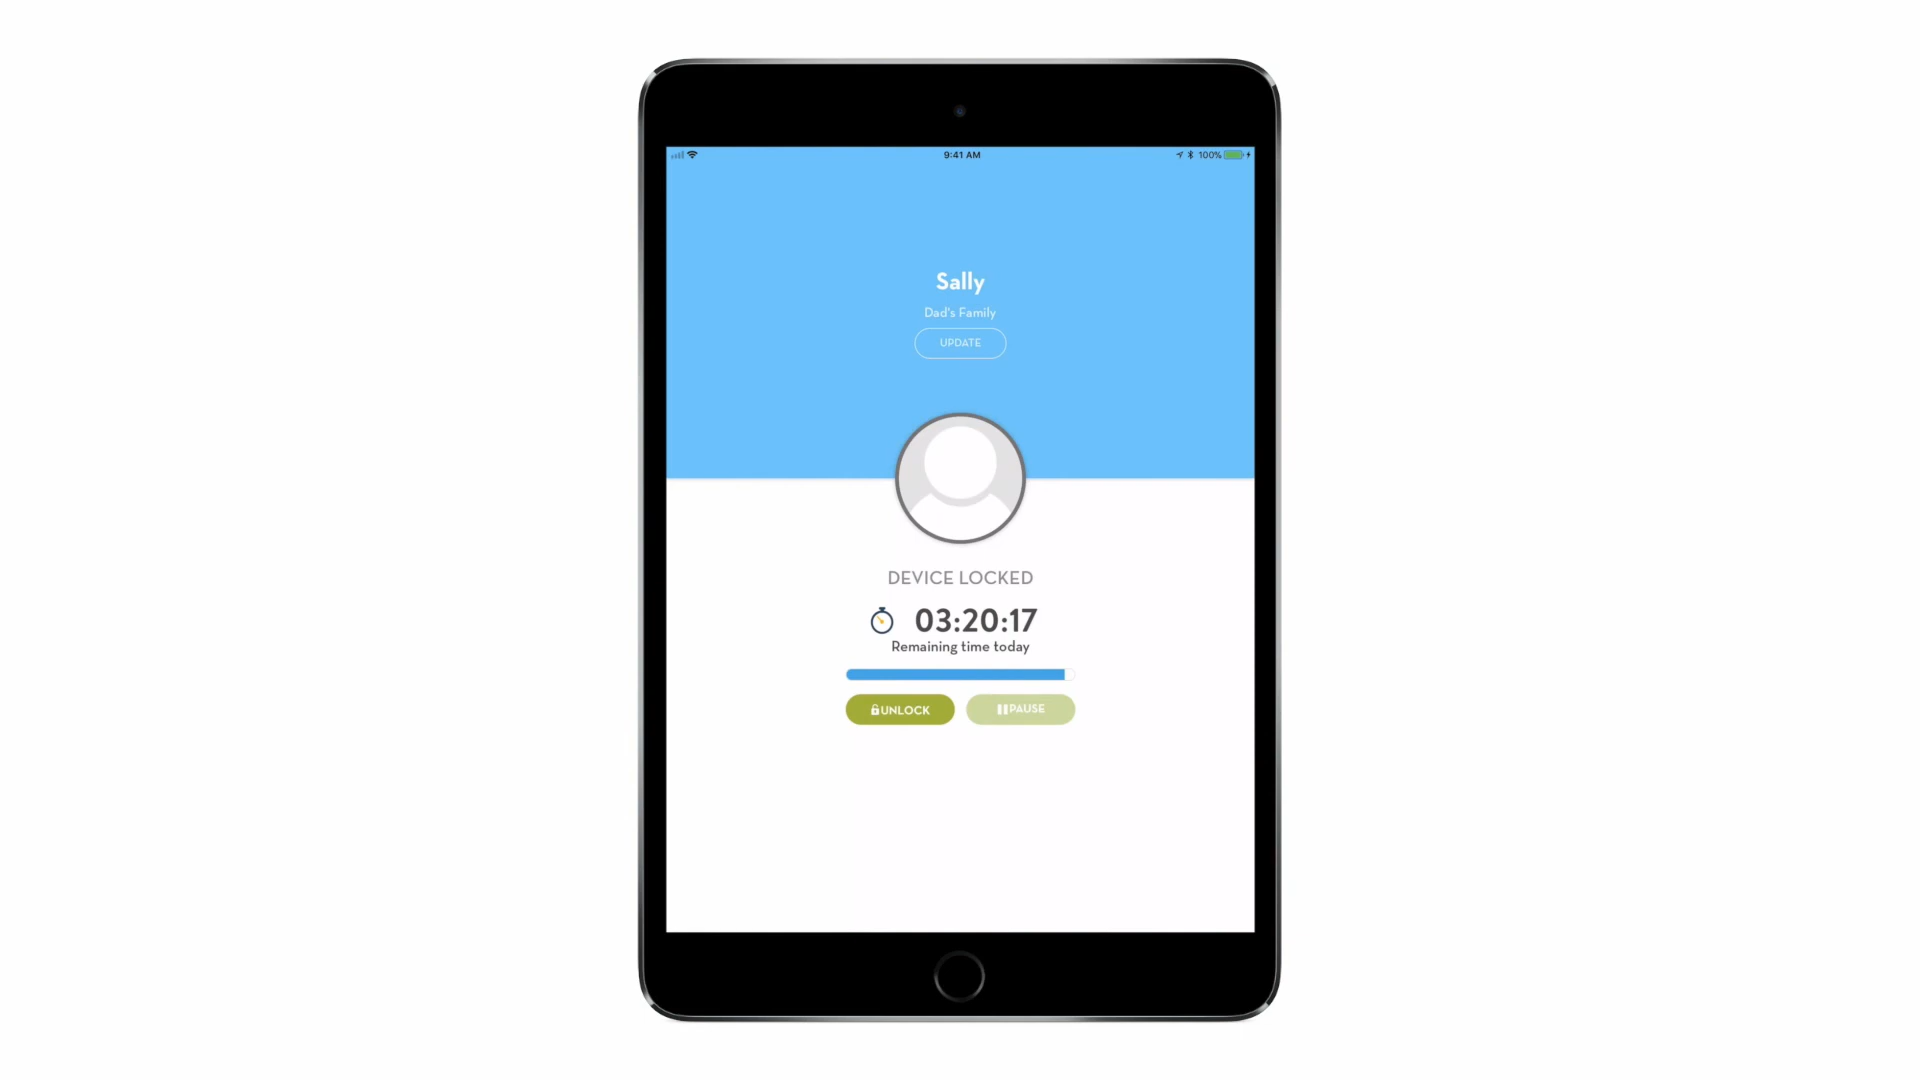 9:41 AM
100%
Sally
Dad's Family
UPDATE
DEVICE LOCKED
03:20:17
Remaining time today
UNLOCK
PAUSE